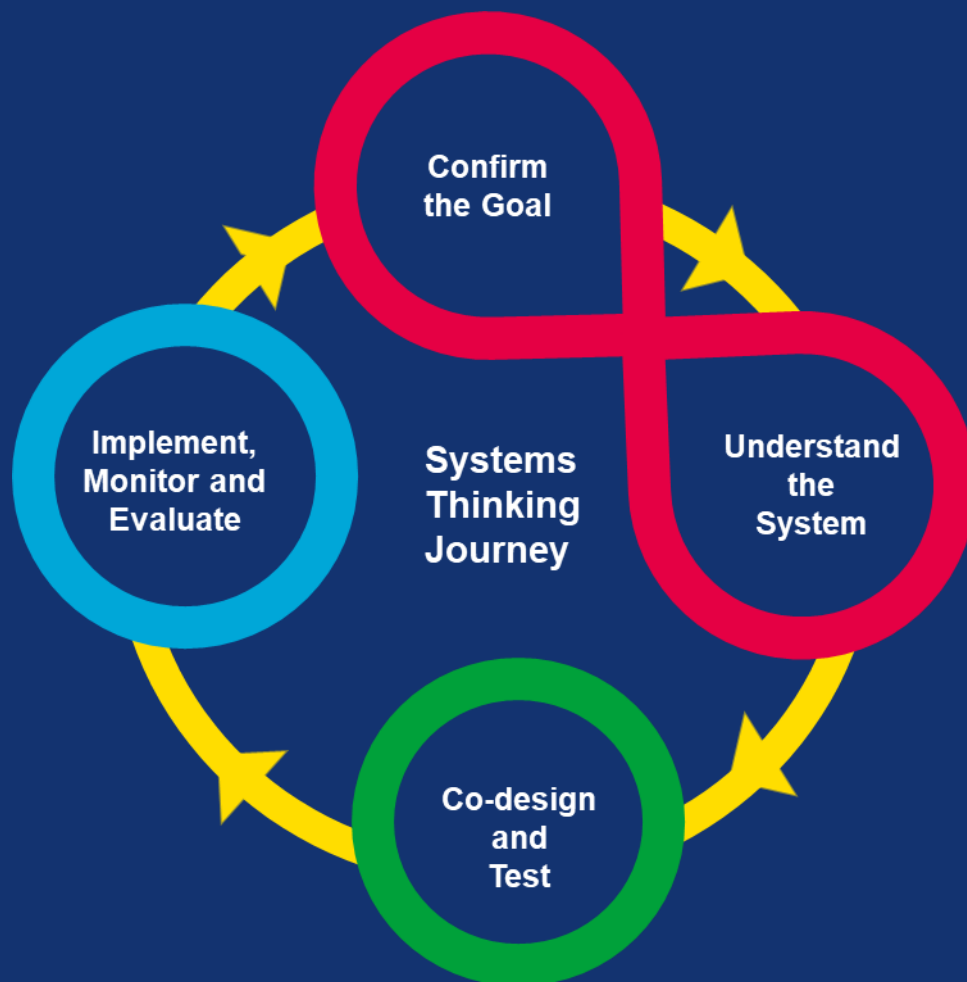 Confirm
the Goal
Understand
the
System
Co-design
and
Test
Implement,
Monitor and
Evaluate
Systems
Thinking
Journey